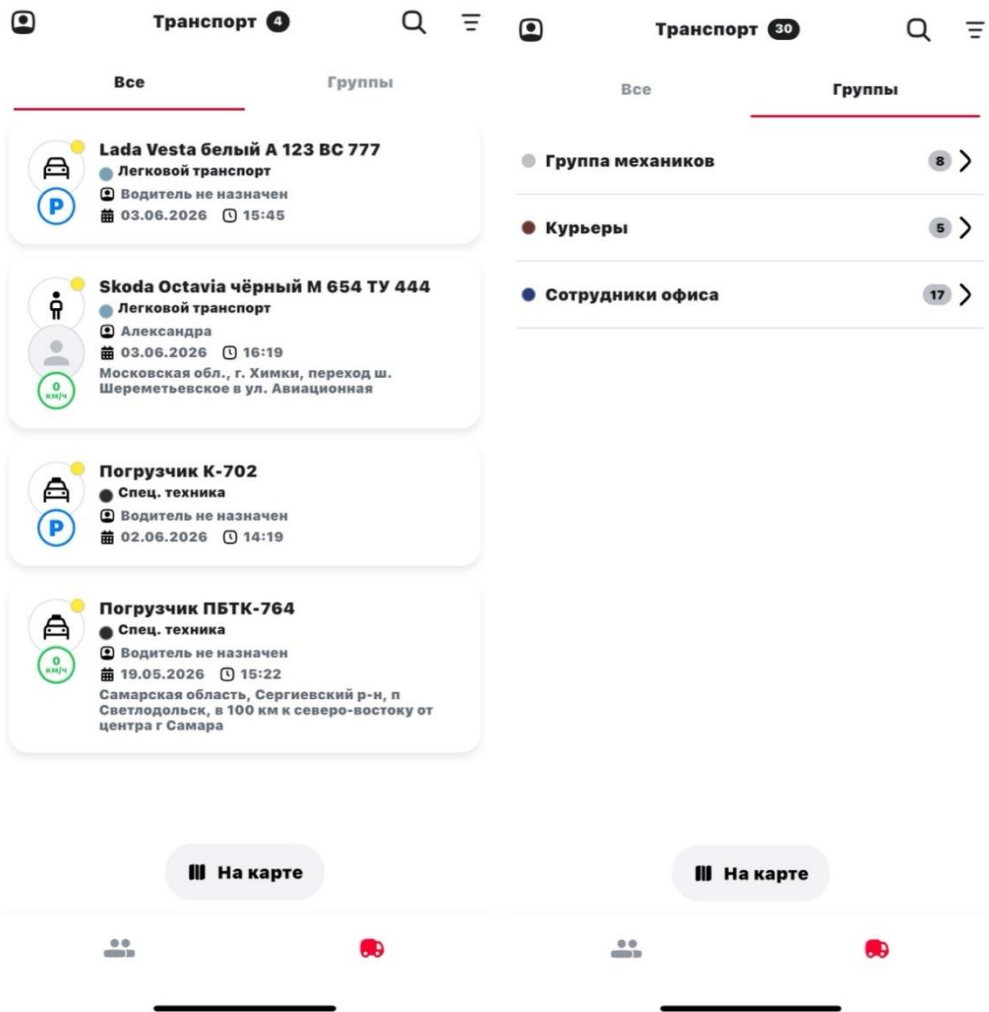 Транспорт 4
Все Группы
Lada Vesta белый А 123 ВС 777
Легковой транспорт
Водитель не назначен
03.06.2026 15:45
P
Skoda Octavia чёрный М 654 ТУ 444
Легковой транспорт
Александра
03.06.2026 16:19
Московская обл., г. Химки, переход ш.
Шереметьевское в ул. Авиационная
0
км/ч
Погрузчик К-702
Спец. техника
Водитель не назначен
02.06.2026 14:19
P
Погрузчик ПБТК-764
Спец. техника
Водитель не назначен
19.05.2026 15:22
0
км/ч
Самарская область, Сергиевский р-н, п
Светлодольск, в 100 км к северо-востоку от
центра г Самара
На карте
Транспорт 30
Все Группы
Группа механиков 8
Курьеры 5
Сотрудники офиса 17
На карте